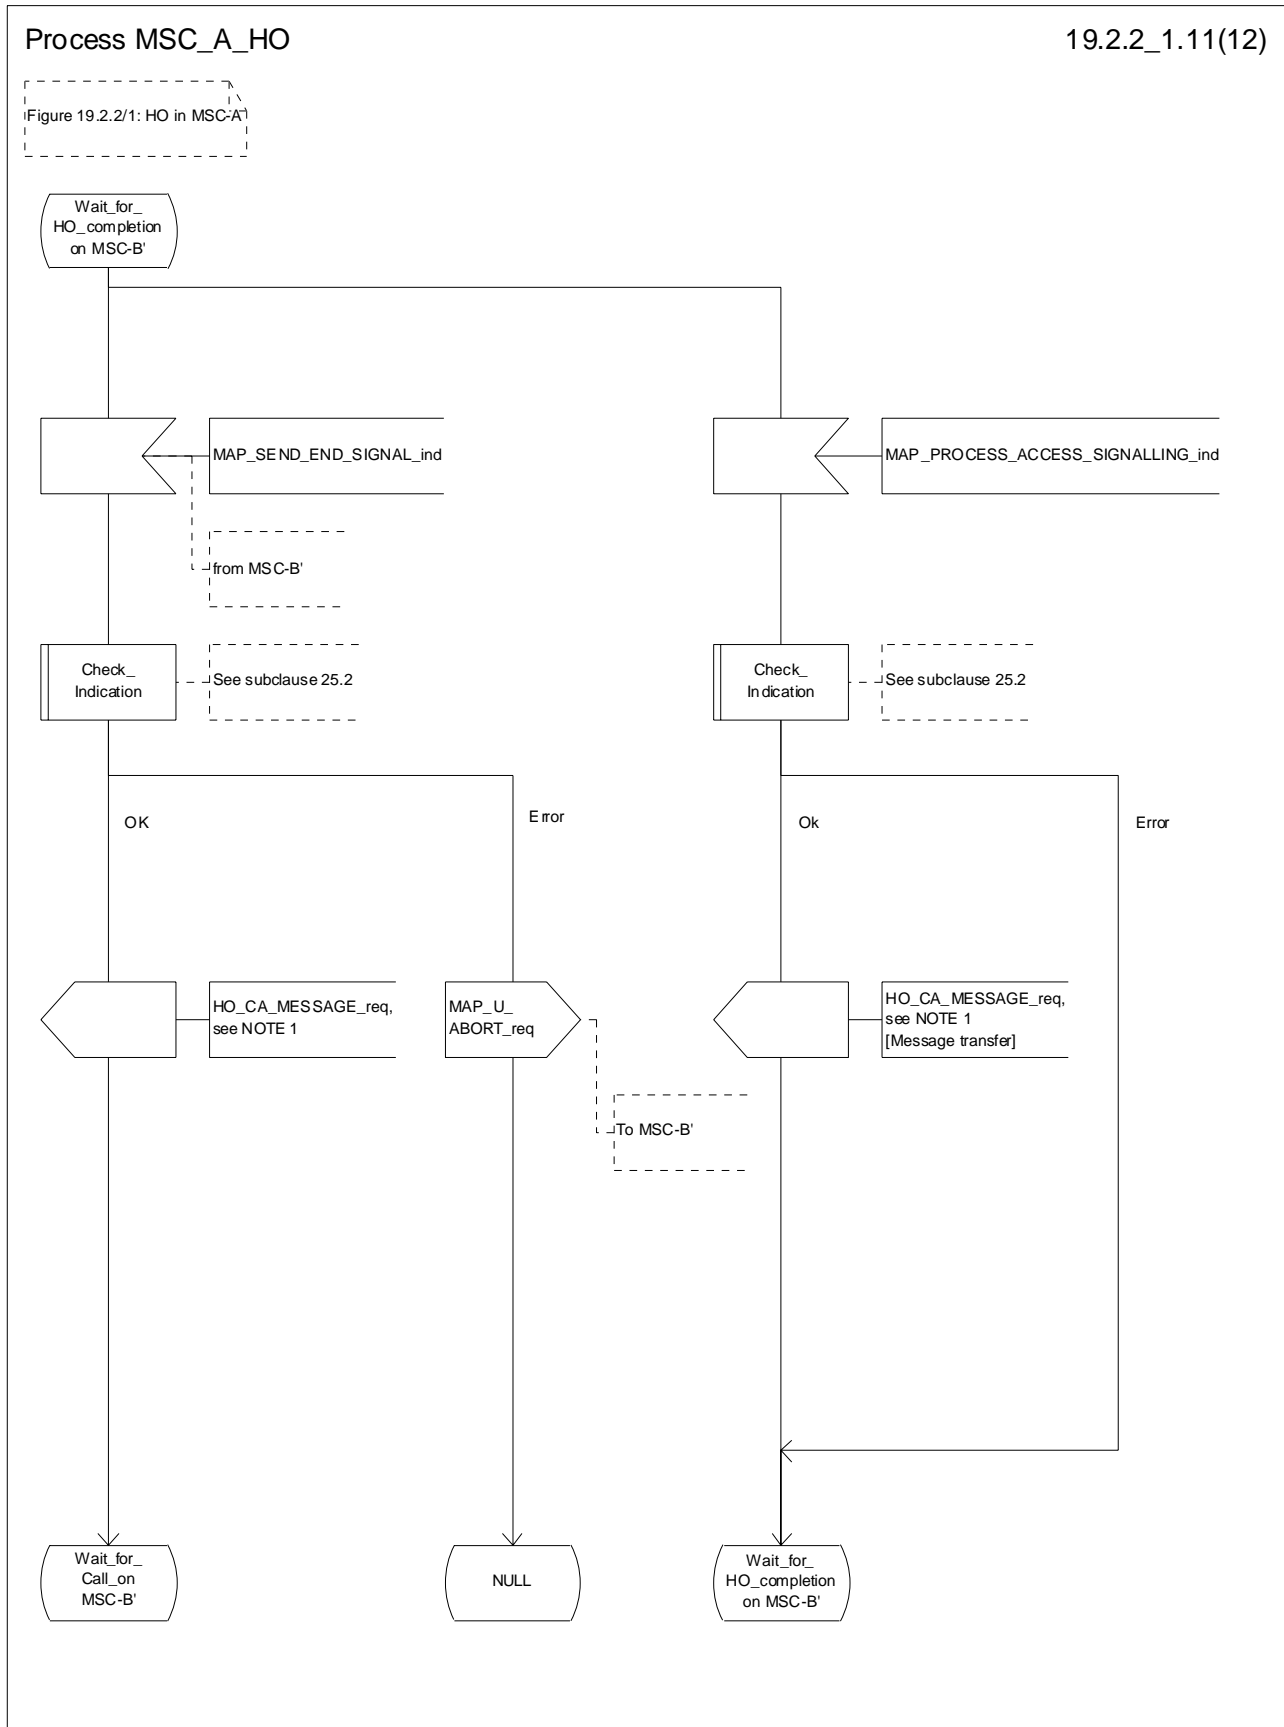 Process MSC_A_HO
19.2.2_1.11(12)
Figure 19.2.2/1: HO in MSC-A
Wait_for_
HO_completion
on MSC-B'
MAP_SEND_END_SIGNAL_ind
MAP_PROCESS_ACCESS_SIGNALLING_ind
from MSC-B'
Check_
Indication
See subclause 25.2
Check_
Indication
See subclause 25.2
OK
Error
Ok
Error
HO_CA_MESSAGE_req,
see NOTE 1
MAP_U_
ABORT_req
HO_CA_MESSAGE_req,
see NOTE 1
[Message transfer]
To MSC-B'
Wait_for_
Call_on
MSC-B'
NULL
Wait_for_
HO_completion
on MSC-B'